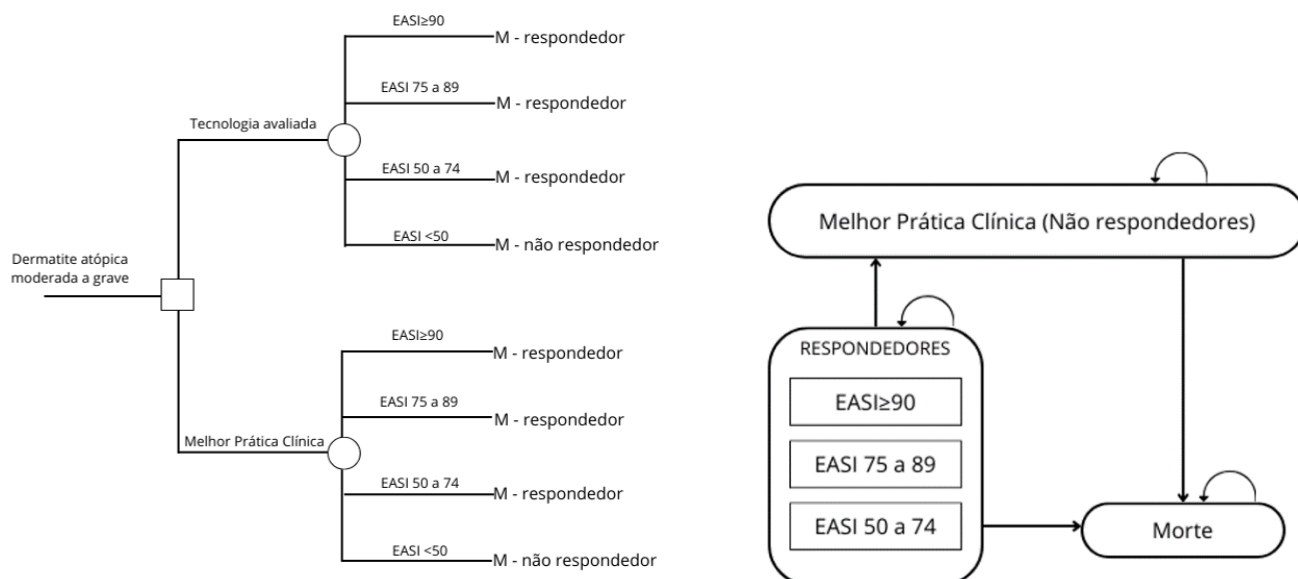 EASI≥90
M - respondedor
EASI 75 a 89
M - respondedor
Tecnologia avaliada
EASI 50 a 74
M - respondedor
EASI <50
M - não respondedor
Dermatite atópica
moderada a grave
EASI≥90
M - respondedor
EASI 75 a 89
M - respondedor
Melhor Prática Clínica
EASI 50 a 74
M - respondedor
EASI <50
M - não respondedor
Melhor Prática Clínica (Não respondedores)
RESPONDEDORES
EASI≥90
EASI 75 a 89
EASI 50 a 74
Morte